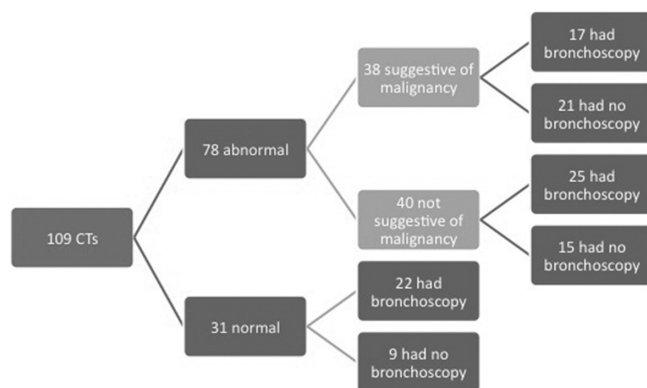 109 CTs
78 abnormal
38 suggestive of
malignancy
17 had
bronchoscopy
21 had no
bronchoscopy
40 not
suggestive of
malignancy
25 had
bronchoscopy
15 had no
bronchoscopy
31 normal
22 had
bronchoscopy
9 had no
bronchoscopy